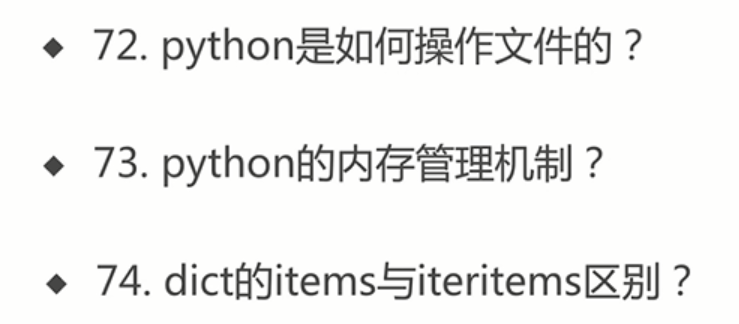 ◆ 72. python是如何操作文件的？
◆ 73. python的内存管理机制？
◆ 74. dict的items与iteritems区别？